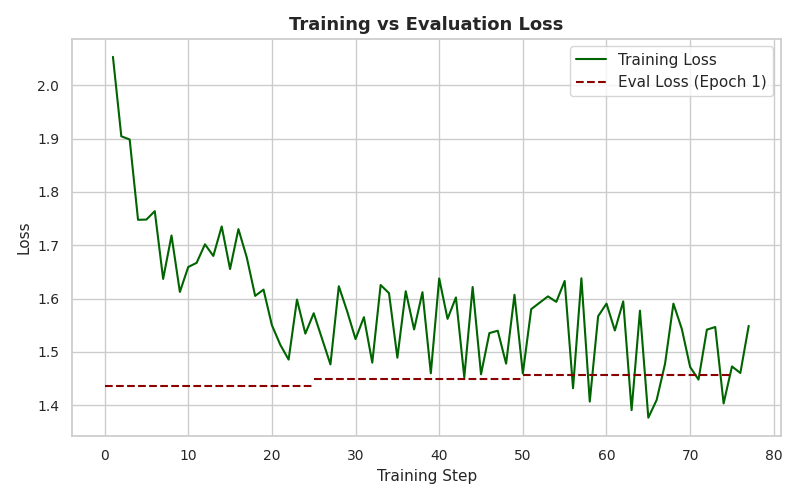 Training vs Evaluation Loss
Training Loss
Eval Loss (Epoch 1)
2.0
1.9
1.8
1.7
1.6
1.5
1.4
Loss
0 10 20 30 40 50 60 70 80
Training Step